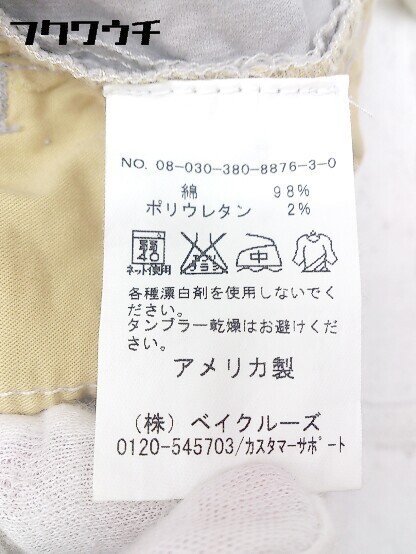 フクワウチ
NO. 08-030-380-8876-3-0
綿 98%
ポリウレタン 2%
弱 40 中
ネット使用
各種漂白剤を使用しないでく
ださい。
タンブラー乾燥はお避けくだ
さい。
アメリカ製
（株）ベイクルーズ
0120-545703/カスタマーサポート